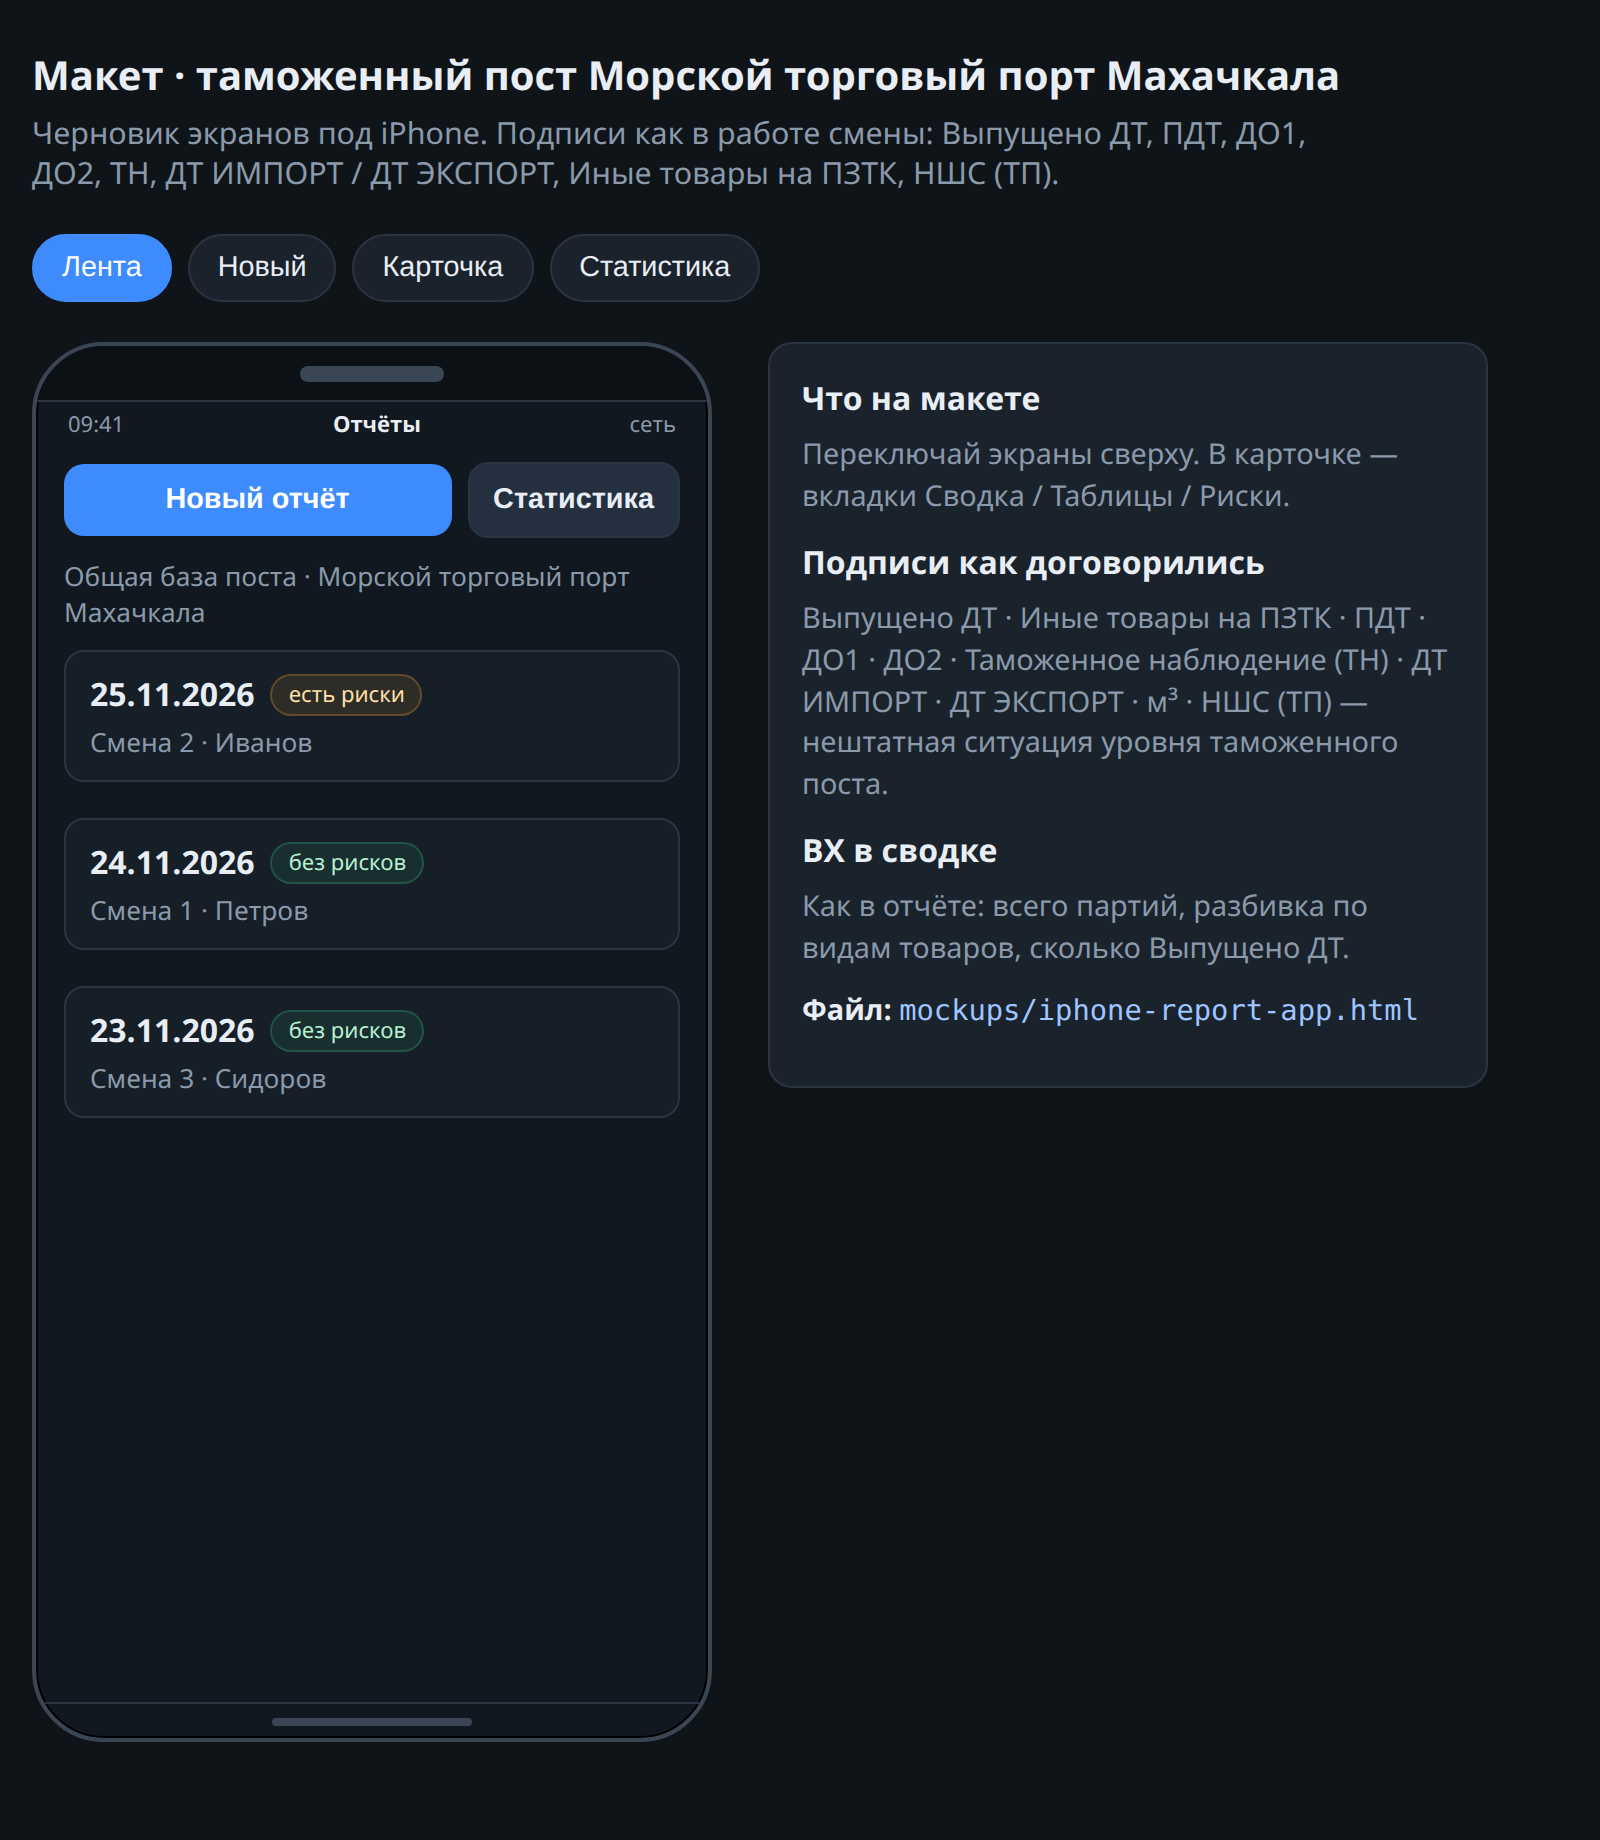 Макет · таможенный пост Морской торговый порт Махачкала
Черновик экранов под iPhone. Подписи как в работе смены: Выпущено ДТ, ПДТ, ДО1,
ДО2, ТН, ДТ ИМПОРТ / ДТ ЭКСПОРТ, Иные товары на ПЗТК, НШС (ТП).
Лента
Новый
Карточка
Статистика
09:41
Отчёты
сеть
Новый отчёт
Статистика
Общая база поста · Морской торговый порт
Махачкала
25.11.2026 есть риски
Смена 2 · Иванов
24.11.2026 без рисков
Смена 1 · Петров
23.11.2026 без рисков
Смена 3 · Сидоров
Что на макете
Переключай экраны сверху. В карточке —
вкладки Сводка / Таблицы / Риски.
Подписи как договорились
Выпущено ДТ · Иные товары на ПЗТК · ПДТ ·
ДО1 · ДО2 · Таможенное наблюдение (ТН) · ДТ
ИМПОРТ · ДТ ЭКСПОРТ · м³ · НШС (ТП) —
нештатная ситуация уровня таможенного
поста.
ВХ в сводке
Как в отчёте: всего партий, разбивка по
видам товаров, сколько Выпущено ДТ.
Файл: mockups/iphone-report-app.html